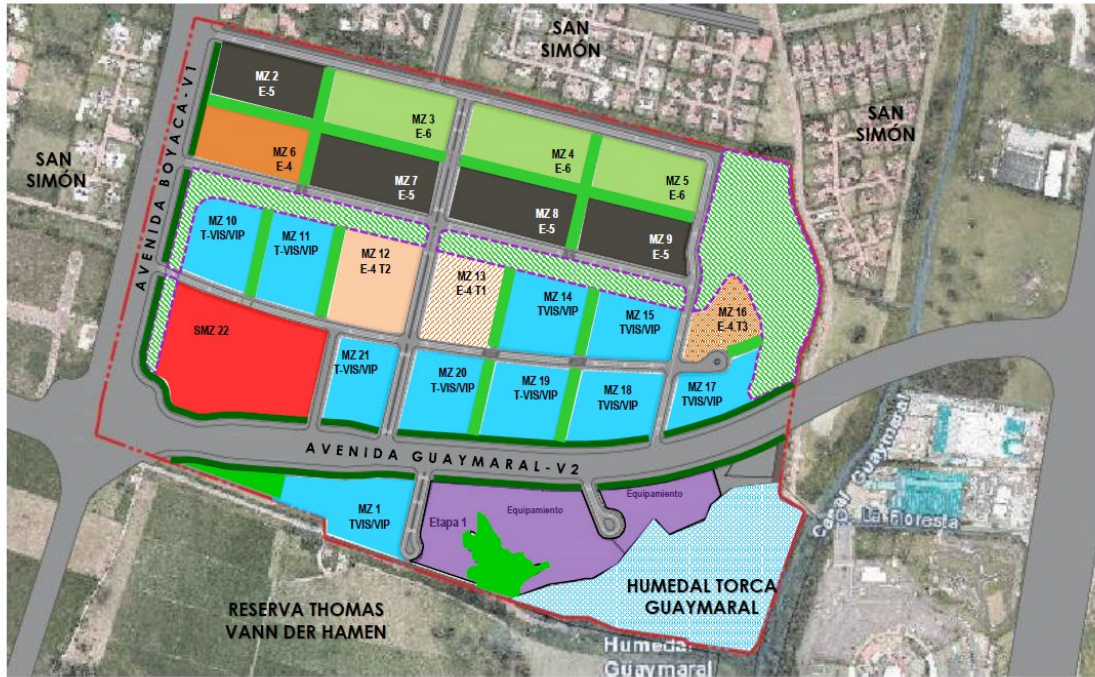 SAN
SIMÓN
SAN
SIMÓN
SAN
SIMÓN
AVENIDA BOYACA-V1
MZ 2
E-5
MZ 3
E-6
MZ 4
E-6
MZ 5
E-6
MZ 6
E-4
MZ 7
E-5
MZ 8
E-5
MZ 9
E-5
MZ 10
T-VIS/VIP
MZ 11
T-VIS/VIP
MZ 12
E-4 T2
MZ 13
E-4 T1
MZ 14
TVIS/VIP
MZ 15
TVIS/VIP
MZ 16
E-4 T3
SMZ 22
MZ 21
T-VIS/VIP
MZ 20
T-VIS/VIP
MZ 19
T-VIS/VIP
MZ 18
TVIS/VIP
MZ 17
TVIS/VIP
AVENIDA GUAYMARAL-V2
MZ 1
TVIS/VIP
Etapa 1
Equipamiento
Equipamiento
Guaymaral
La Floresta
HUMEDAL TORCA
GUAYMARAL
RESERVA THOMAS
VANN DER HAMEN
Humedal
Guaymaral